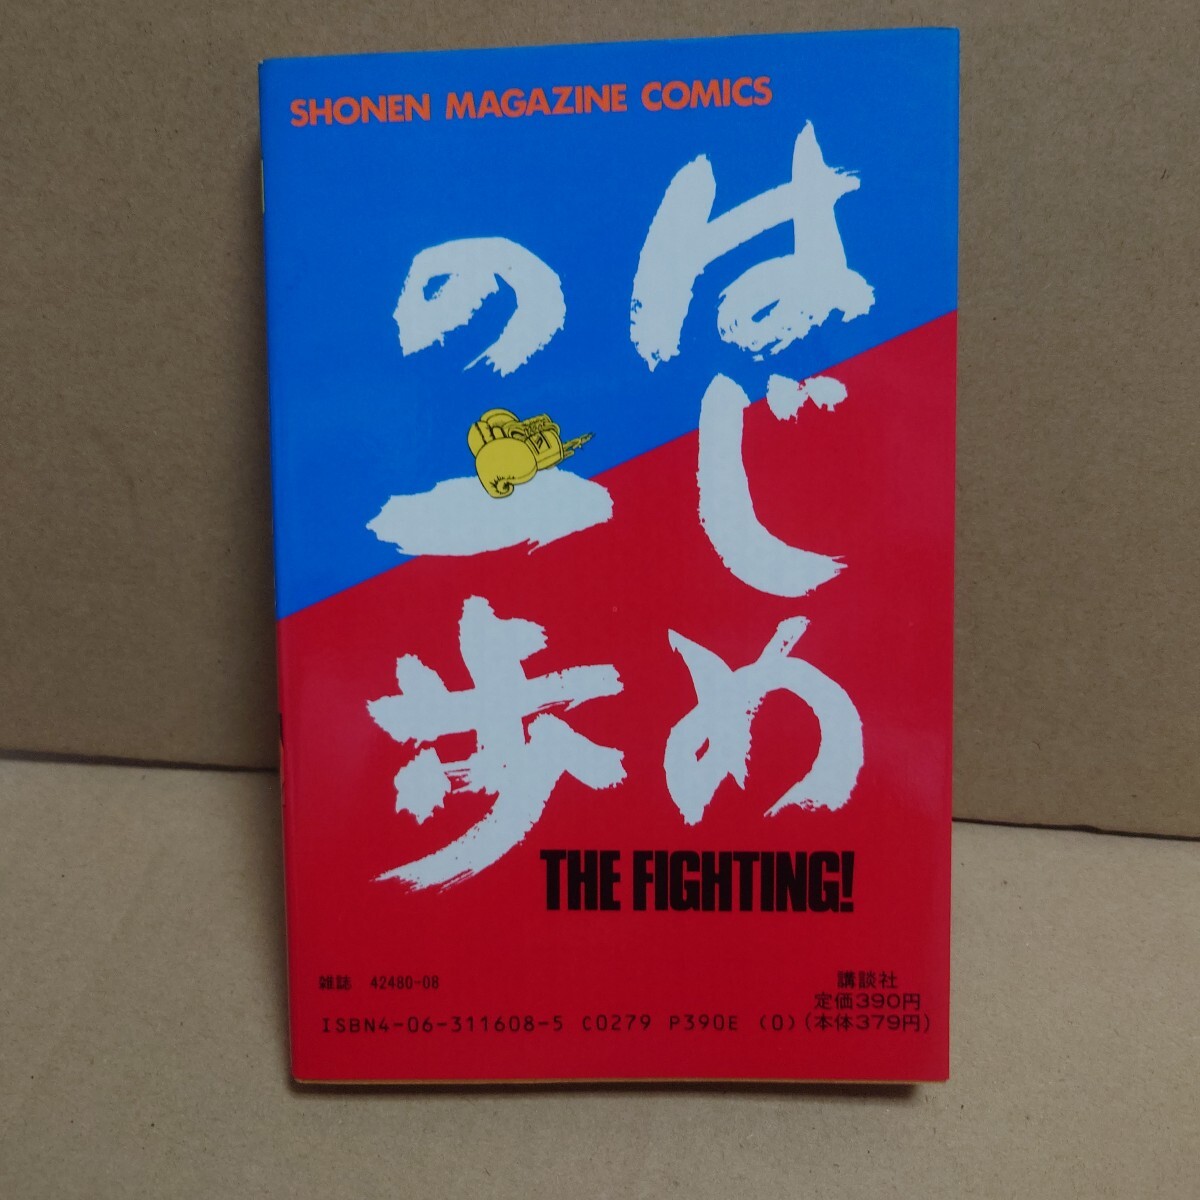 SHONEN MAGAZINE COMICS
はじめ
の一歩
THE FIGHTING!
雑誌 42480-08
講談社
定価390円
ISBN4-06-311608-5 C0279 P390E (0) (本体379円)